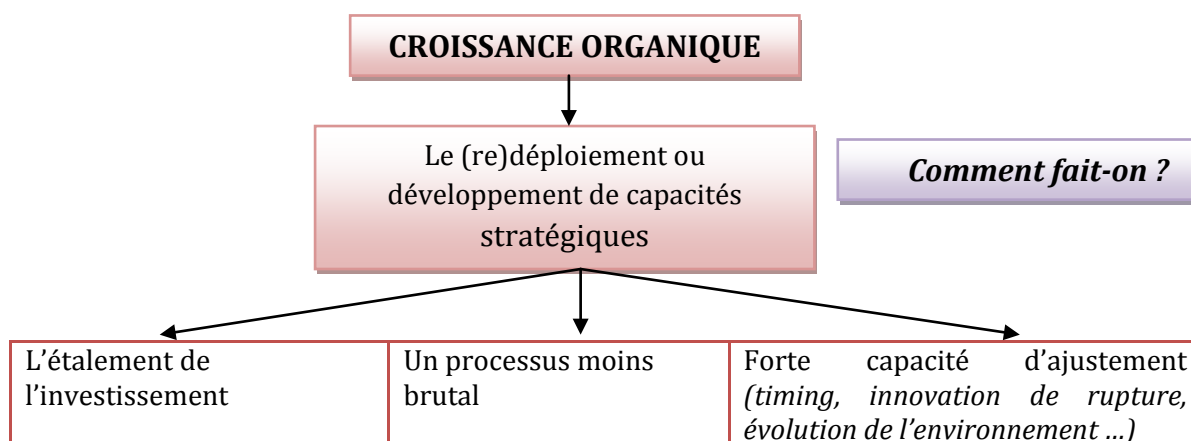 CROISSANCE ORGANIQUE
Le (re)déploiement ou
développement de capacités
stratégiques
Comment fait-on ?
L’étalement de
l’investissement
Un processus moins
brutal
Forte capacité d’ajustement
(timing, innovation de rupture,
évolution de l’environnement …)